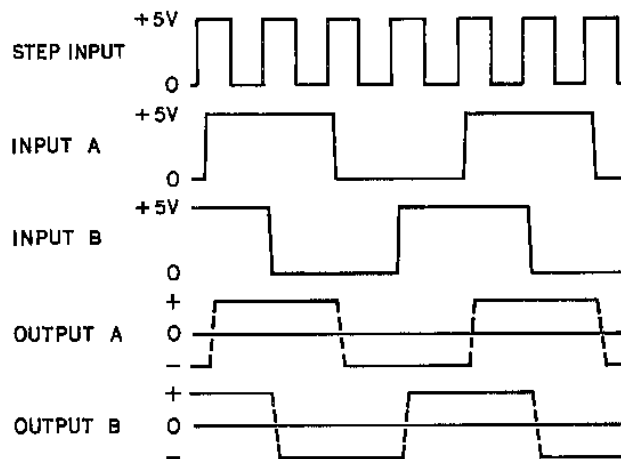 +5V
STEP INPUT
0
+5V
INPUT A
0
+5V
INPUT B
0
+
OUTPUT A 0
-
+
OUTPUT B 0
-